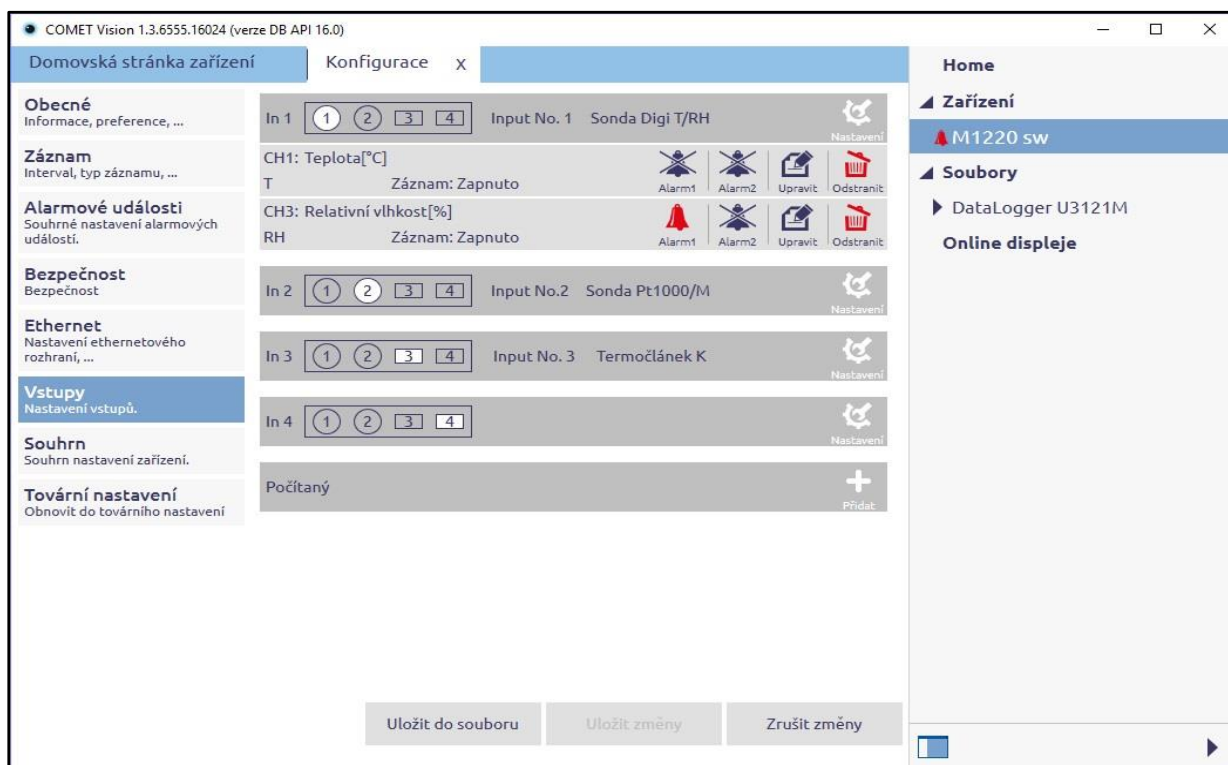 COMET Vision 1.3.6555.16024 (verze DB API 16.0)
Domovská stránka zařízení
Konfigurace x
Obecné
Informace, preference, ...
Záznam
Interval, typ záznamu, ...
Alarmové události
Souhrné nastavení alarmových
událostí.
Bezpečnost
Bezpečnost
Ethernet
Nastavení ethernetového
rozhraní, ...
Vstupy
Nastavení vstupů.
Souhrn
Souhrn nastavení zařízení.
Tovární nastavení
Obnovit do továrního nastavení
In 1 1 2 3 4 Input No. 1 Sonda Digi T/RH Nastavení
CH1: Teplota[°C]
T Záznam: Zapnuto
Alarm1 Alarm2 Upravit Odstranit
CH3: Relativní vlhkost[%]
RH Záznam: Zapnuto
Alarm1 Alarm2 Upravit Odstranit
In 2 1 2 3 4 Input No.2 Sonda Pt1000/M Nastavení
In 3 1 2 3 4 Input No. 3 Termočlánek K Nastavení
In 4 1 2 3 4 Nastavení
Počítaný Přidat
Uložit do souboru
Uložit změny
Zrušit změny
Home
Zařízení
M1220 sw
Soubory
DataLogger U3121M
Online displeje